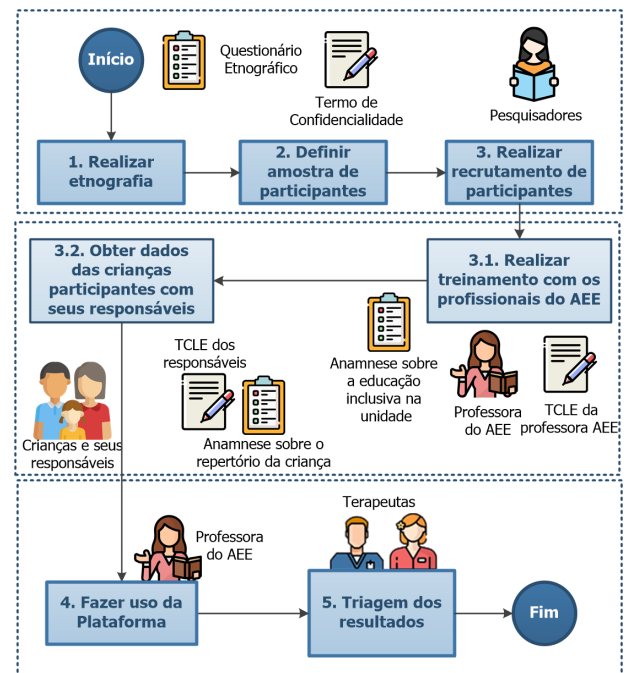 Início
Questionário
Etnográfico
Termo de
Confidencialidade
Pesquisadores
1. Realizar
etnografia
2. Definir
amostra de
participantes
3. Realizar
recrutamento de
participantes
3.2. Obter dados
das crianças
participantes com
seus responsáveis
3.1. Realizar
treinamento com os
profissionais do AEE
TCLE dos
responsáveis
Anamnese sobre
a educação
inclusiva na
unidade
Professora
do AEE
TCLE da
professora AEE
Crianças e seus
responsáveis
Anamnese sobre o
repertório da criança
Terapeutas
Professora
do AEE
4. Fazer uso da
Plataforma
5. Triagem dos
resultados
Fim